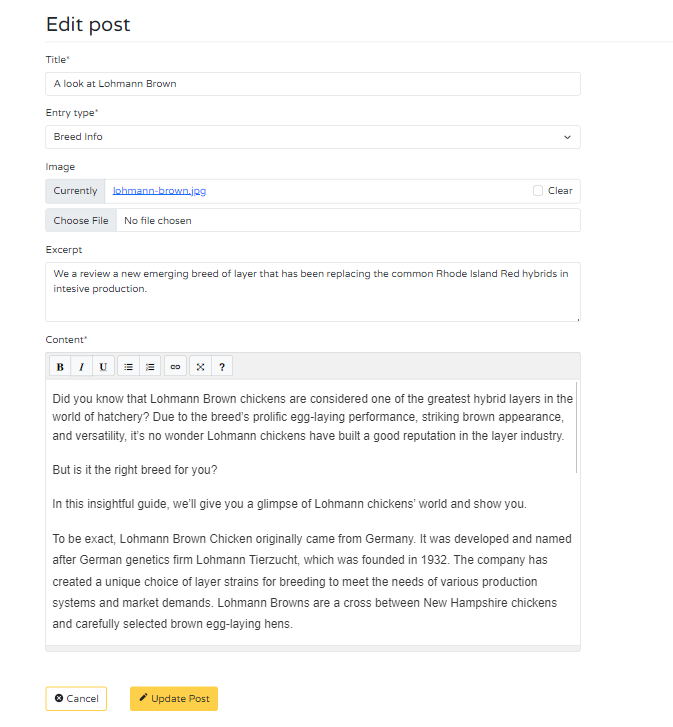 Edit post
Title*
A look at Lohmann Brown
Entry type*
Breed Info
Image
Currently lohmann-brown.jpg Clear
Choose File No file chosen
Excerpt
We a review a new emerging breed of layer that has been replacing the common Rhode Island Red hybrids in
intesive production.
Content*
B I U ?
Did you know that Lohmann Brown chickens are considered one of the greatest hybrid layers in the
world of hatchery? Due to the breed’s prolific egg-laying performance, striking brown appearance,
and versatility, it’s no wonder Lohmann chickens have built a good reputation in the layer industry.
But is it the right breed for you?
In this insightful guide, we’ll give you a glimpse of Lohmann chickens’ world and show you.
To be exact, Lohmann Brown Chicken originally came from Germany. It was developed and named
after German genetics firm Lohmann Tierzucht, which was founded in 1932. The company has
created a unique choice of layer strains for breeding to meet the needs of various production
systems and market demands. Lohmann Browns are a cross between New Hampshire chickens
and carefully selected brown egg-laying hens.
Cancel Update Post